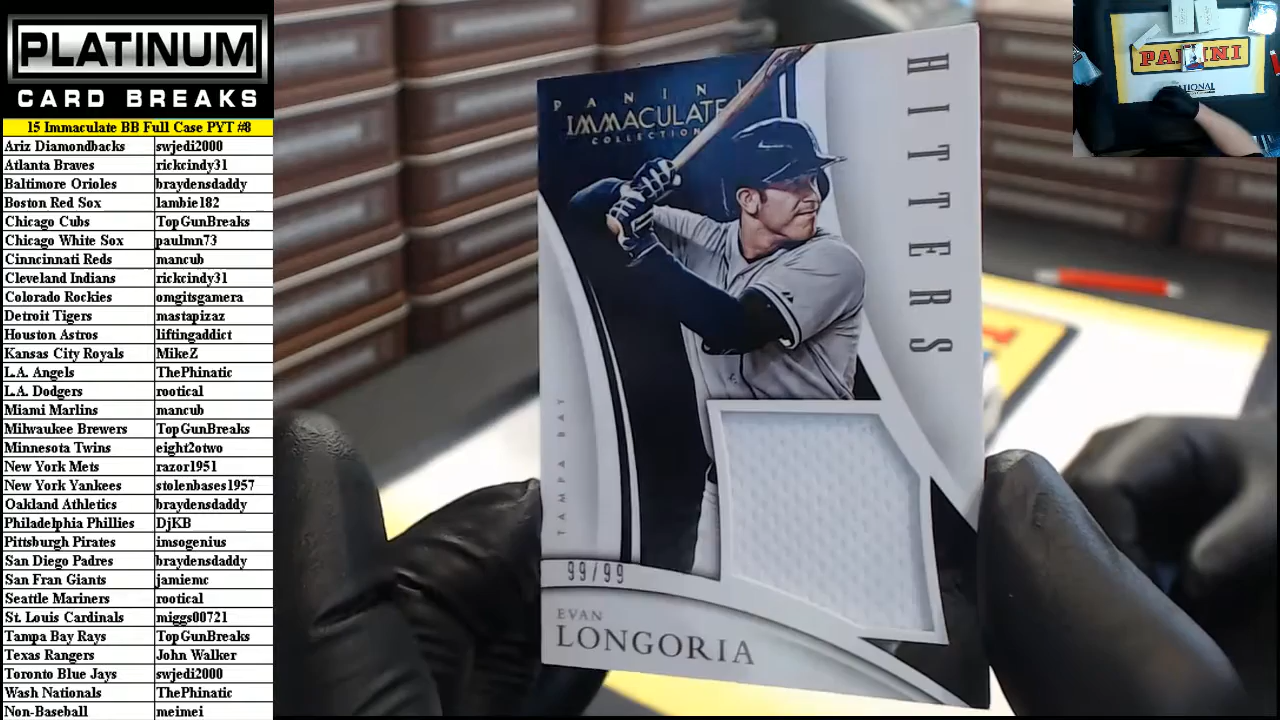 PLATINUM
CARD BREAKS
15 Immaculate BB Full Case PYT #8
Ariz Diamondbacks swjedi2000
Atlanta Braves rickcindy31
Baltimore Orioles braydensdaddy
Boston Red Sox lambie182
Chicago Cubs TopGunBreaks
Chicago White Sox paulmn73
Cinncincinati Reds mancub
Cleveland Indians rickcindy31
Colorado Rockies omgitsgamera
Detroit Tigers mastapizaz
Houston Astros liftingaddict
Kansas City Royals MikeZ
L.A. Angels ThePhinatic
L.A. Dodgers rootical
Miami Marlins mancub
Milwaukee Brewers TopGunBreaks
Minnesota Twins eight2otwo
New York Mets razor1951
New York Yankees stolenbases1957
Oakland Athletics braydensdaddy
Philadelphia Phillies DjKB
Pittsburgh Pirates imsogenius
San Diego Padres braydensdaddy
San Fran Giants jamiemc
Seattle Mariners rootical
St. Louis Cardinals miggs00721
Tampa Bay Rays TopGunBreaks
Texas Rangers John Walker
Toronto Blue Jays swjedi2000
Wash Nationals ThePhinatic
Non-Baseball meimei
PANINI
IMMACULATE
COLLECTION
HITTERS
TAMPA BAY
99/99
EVAN
LONGORIA
PANINI